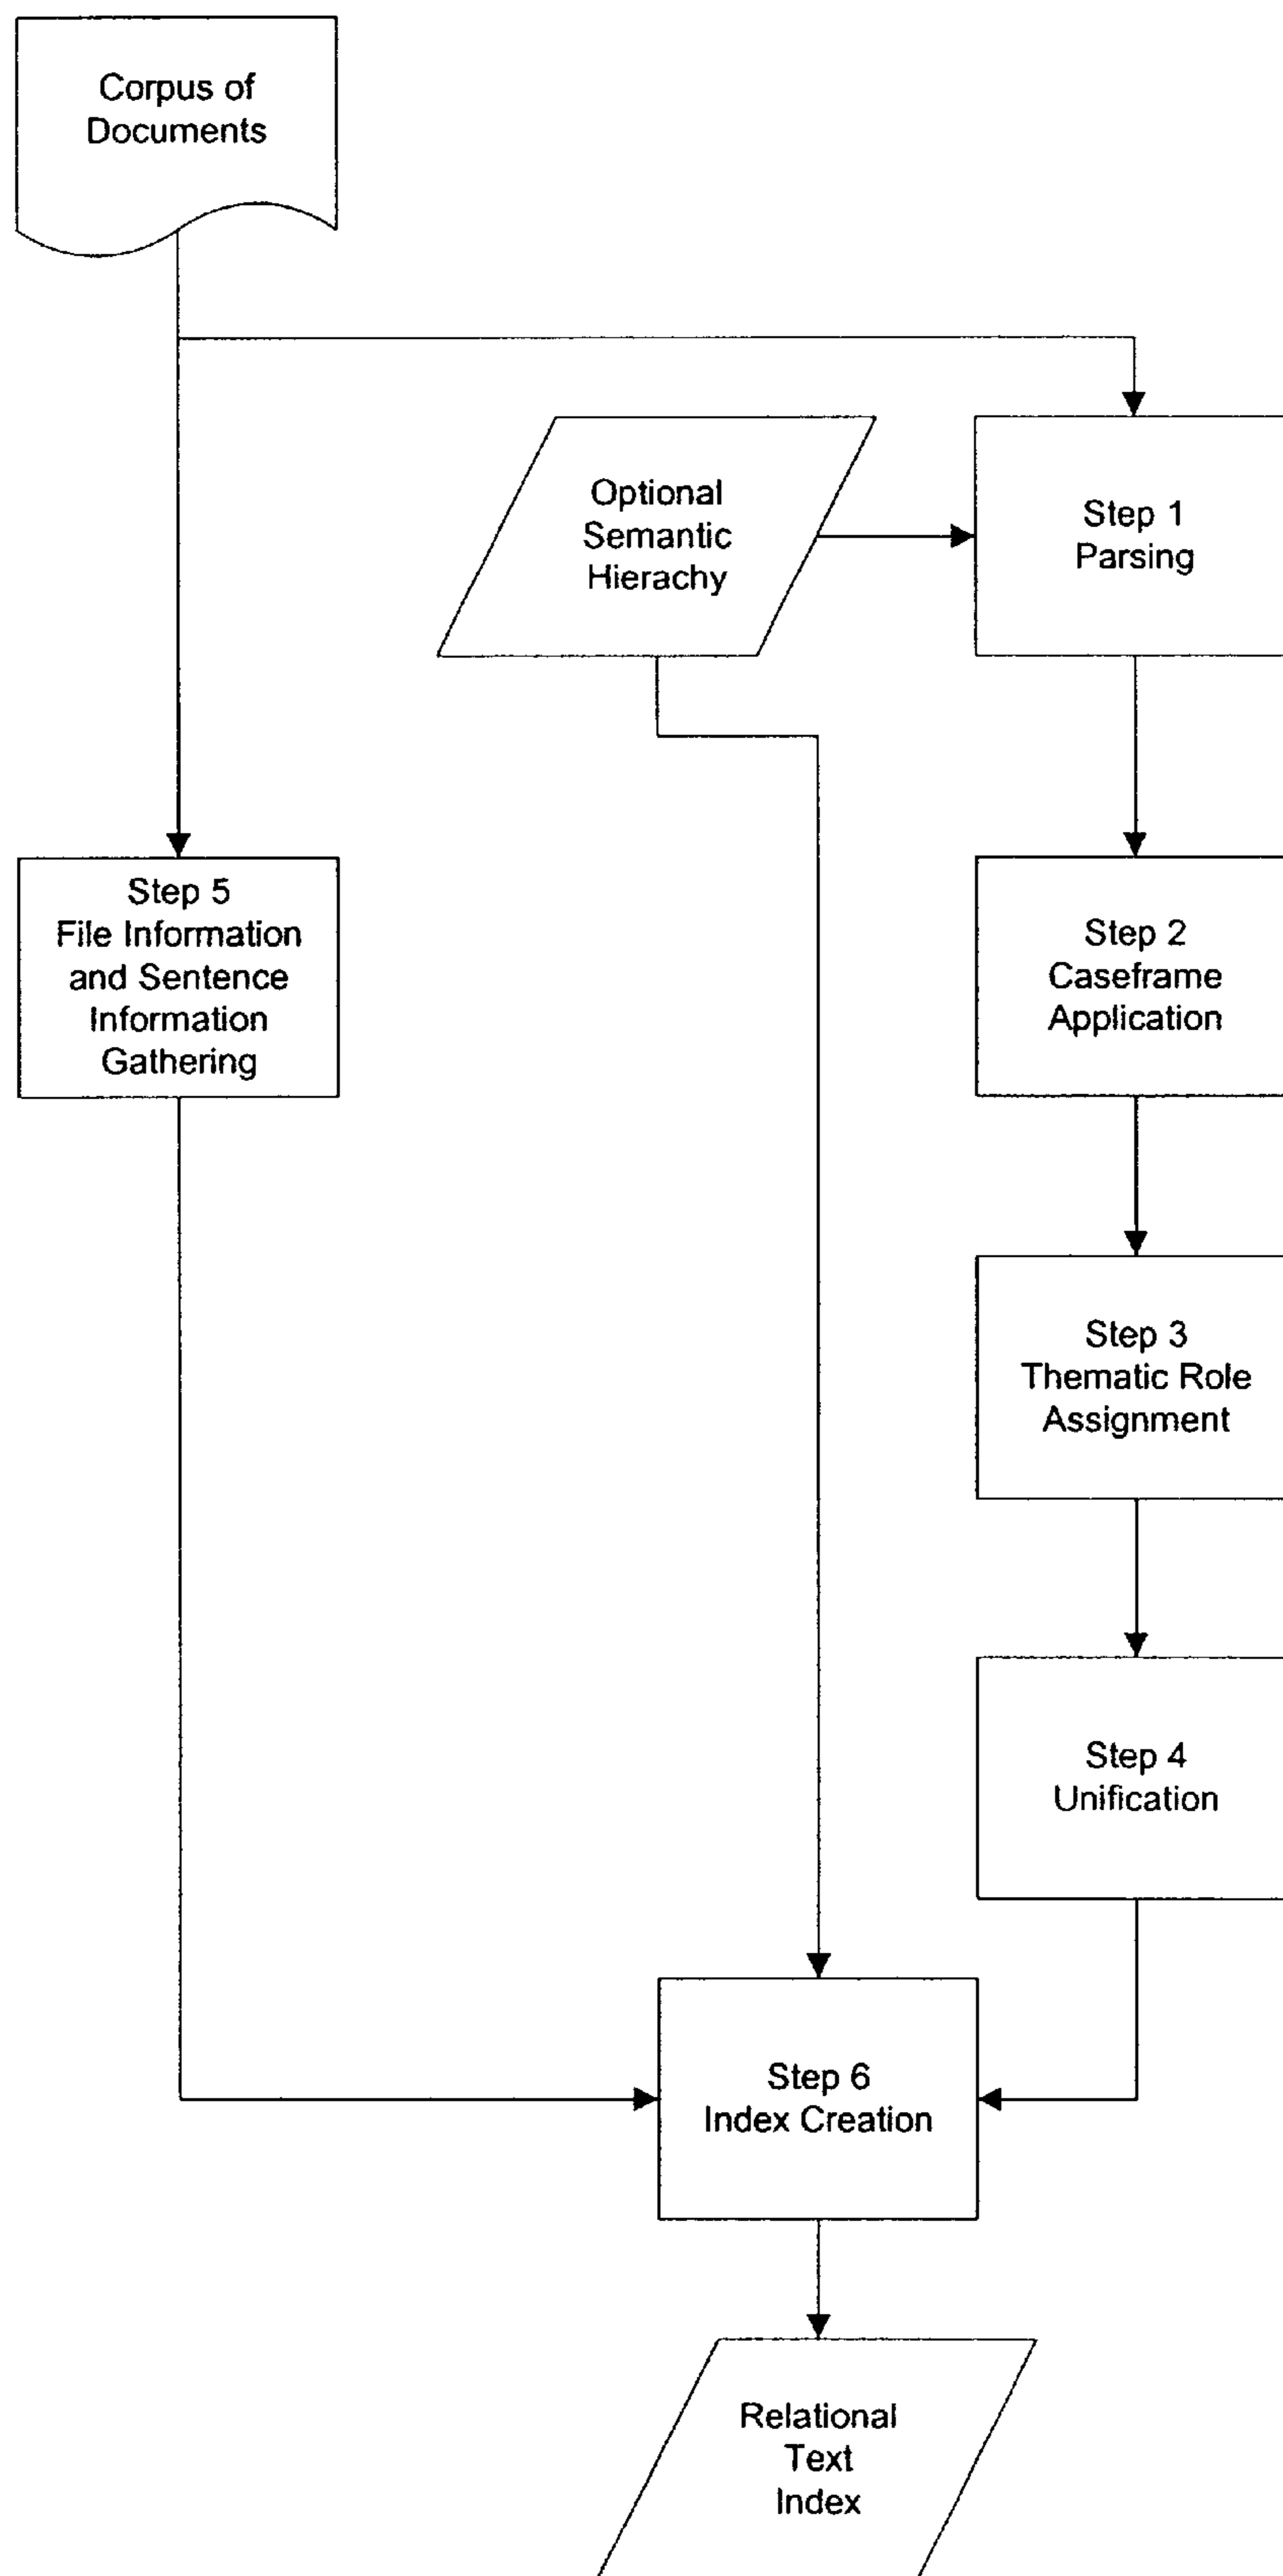 Corpus of
Documents
Optional
Semantic
Hierachy
Step 1
Parsing
Step 5
File Information
and Sentence
Information
Gathering
Step 2
Caseframe
Application
Step 3
Thematic Role
Assignment
Step 4
Unification
Step 6
Index Creation
Relational
Text
Index